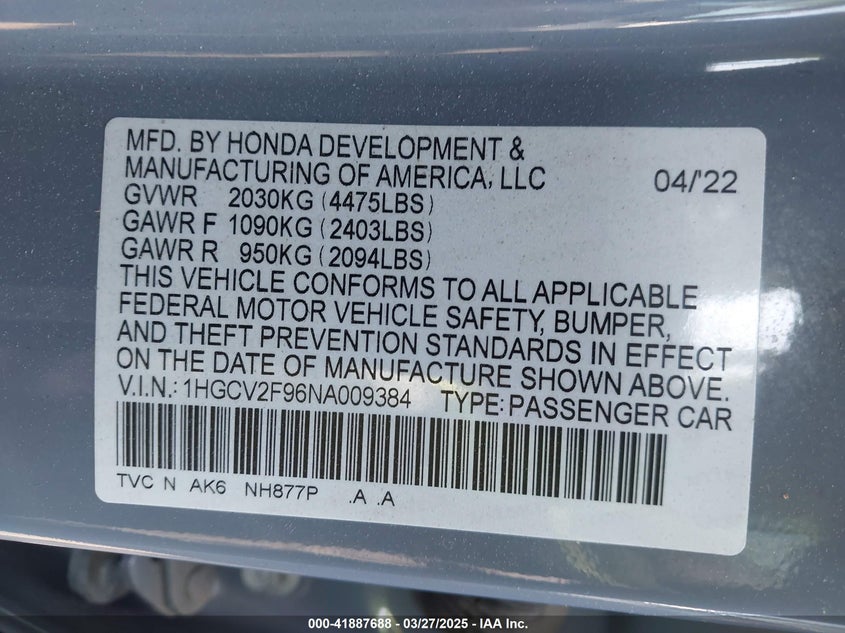 MFD. BY HONDA DEVELOPMENT &
MANUFACTURING OF AMERICA, LLC 04/'22
GVWR 2030KG (4475LBS)
GAWR F 1090KG (2403LBS)
GAWR R 950KG (2094LBS)
THIS VEHICLE CONFORMS TO ALL APPLICABLE
FEDERAL MOTOR VEHICLE SAFETY, BUMPER,
AND THEFT PREVENTION STANDARDS IN EFFECT
ON THE DATE OF MANUFACTURE SHOWN ABOVE.
V.I.N.: 1HGCV2F96NA009384 TYPE: PASSENGER CAR
TVC N AK6 NH877P .A .A
000-41887688 / 03/27/2025 / IAA Inc.